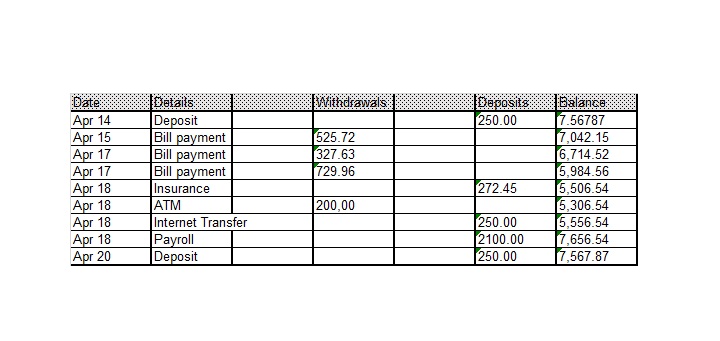 Date Details Withdrawals Deposits Balance
Apr 14 Deposit 250.00 7.56787
Apr 15 Bill payment 525.72 7,042.15
Apr 17 Bill payment 327.63 6,714.52
Apr 17 Bill payment 729.96 5,984.56
Apr 18 Insurance 272.45 5,506.54
Apr 18 ATM 200,00 5,306.54
Apr 18 Internet Transfer 250.00 5,556.54
Apr 18 Payroll 2100.00 7,656.54
Apr 20 Deposit 250.00 7,567.87